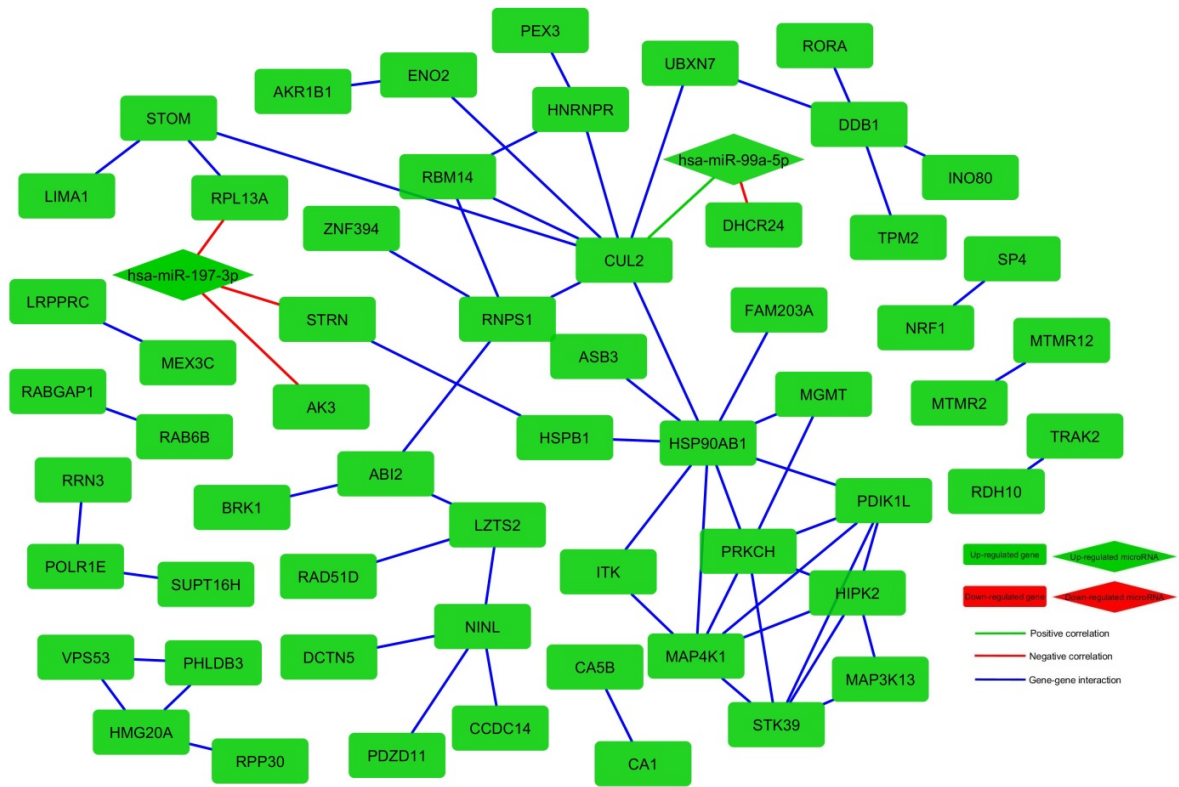 PEX3
RORA
UBXN7
ENO2
AKR1B1
HNRNPR
STOM
DDB1
hsa-miR-99a-5p
RBM14
INO80
LIMA1
RPL13A
DHCR24
ZNF394
TPM2
CUL2
SP4
hsa-miR-197-3p
LRPPRC
FAM203A
STRN
RNPS1
NRF1
MTMR12
ASB3
MEX3C
RABGAP1
MGMT
AK3
MTMR2
RAB6B
HSPB1
HSP90AB1
TRAK2
RRN3
ABI2
RDH10
PDIK1L
BRK1
LZTS2
PRKCH
Up-regulated gene
Up-regulated microRNA
POLR1E
RAD51D
ITK
SUPT16H
HIPK2
Down-regulated gene
Down-regulated microRNA
NINL
Positive correlation
VPS53
PHLDB3
DCTN5
MAP4K1
Negative correlation
CA5B
MAP3K13
Gene-gene interaction
HMG20A
CCDC14
STK39
RPP30
PDZD11
CA1